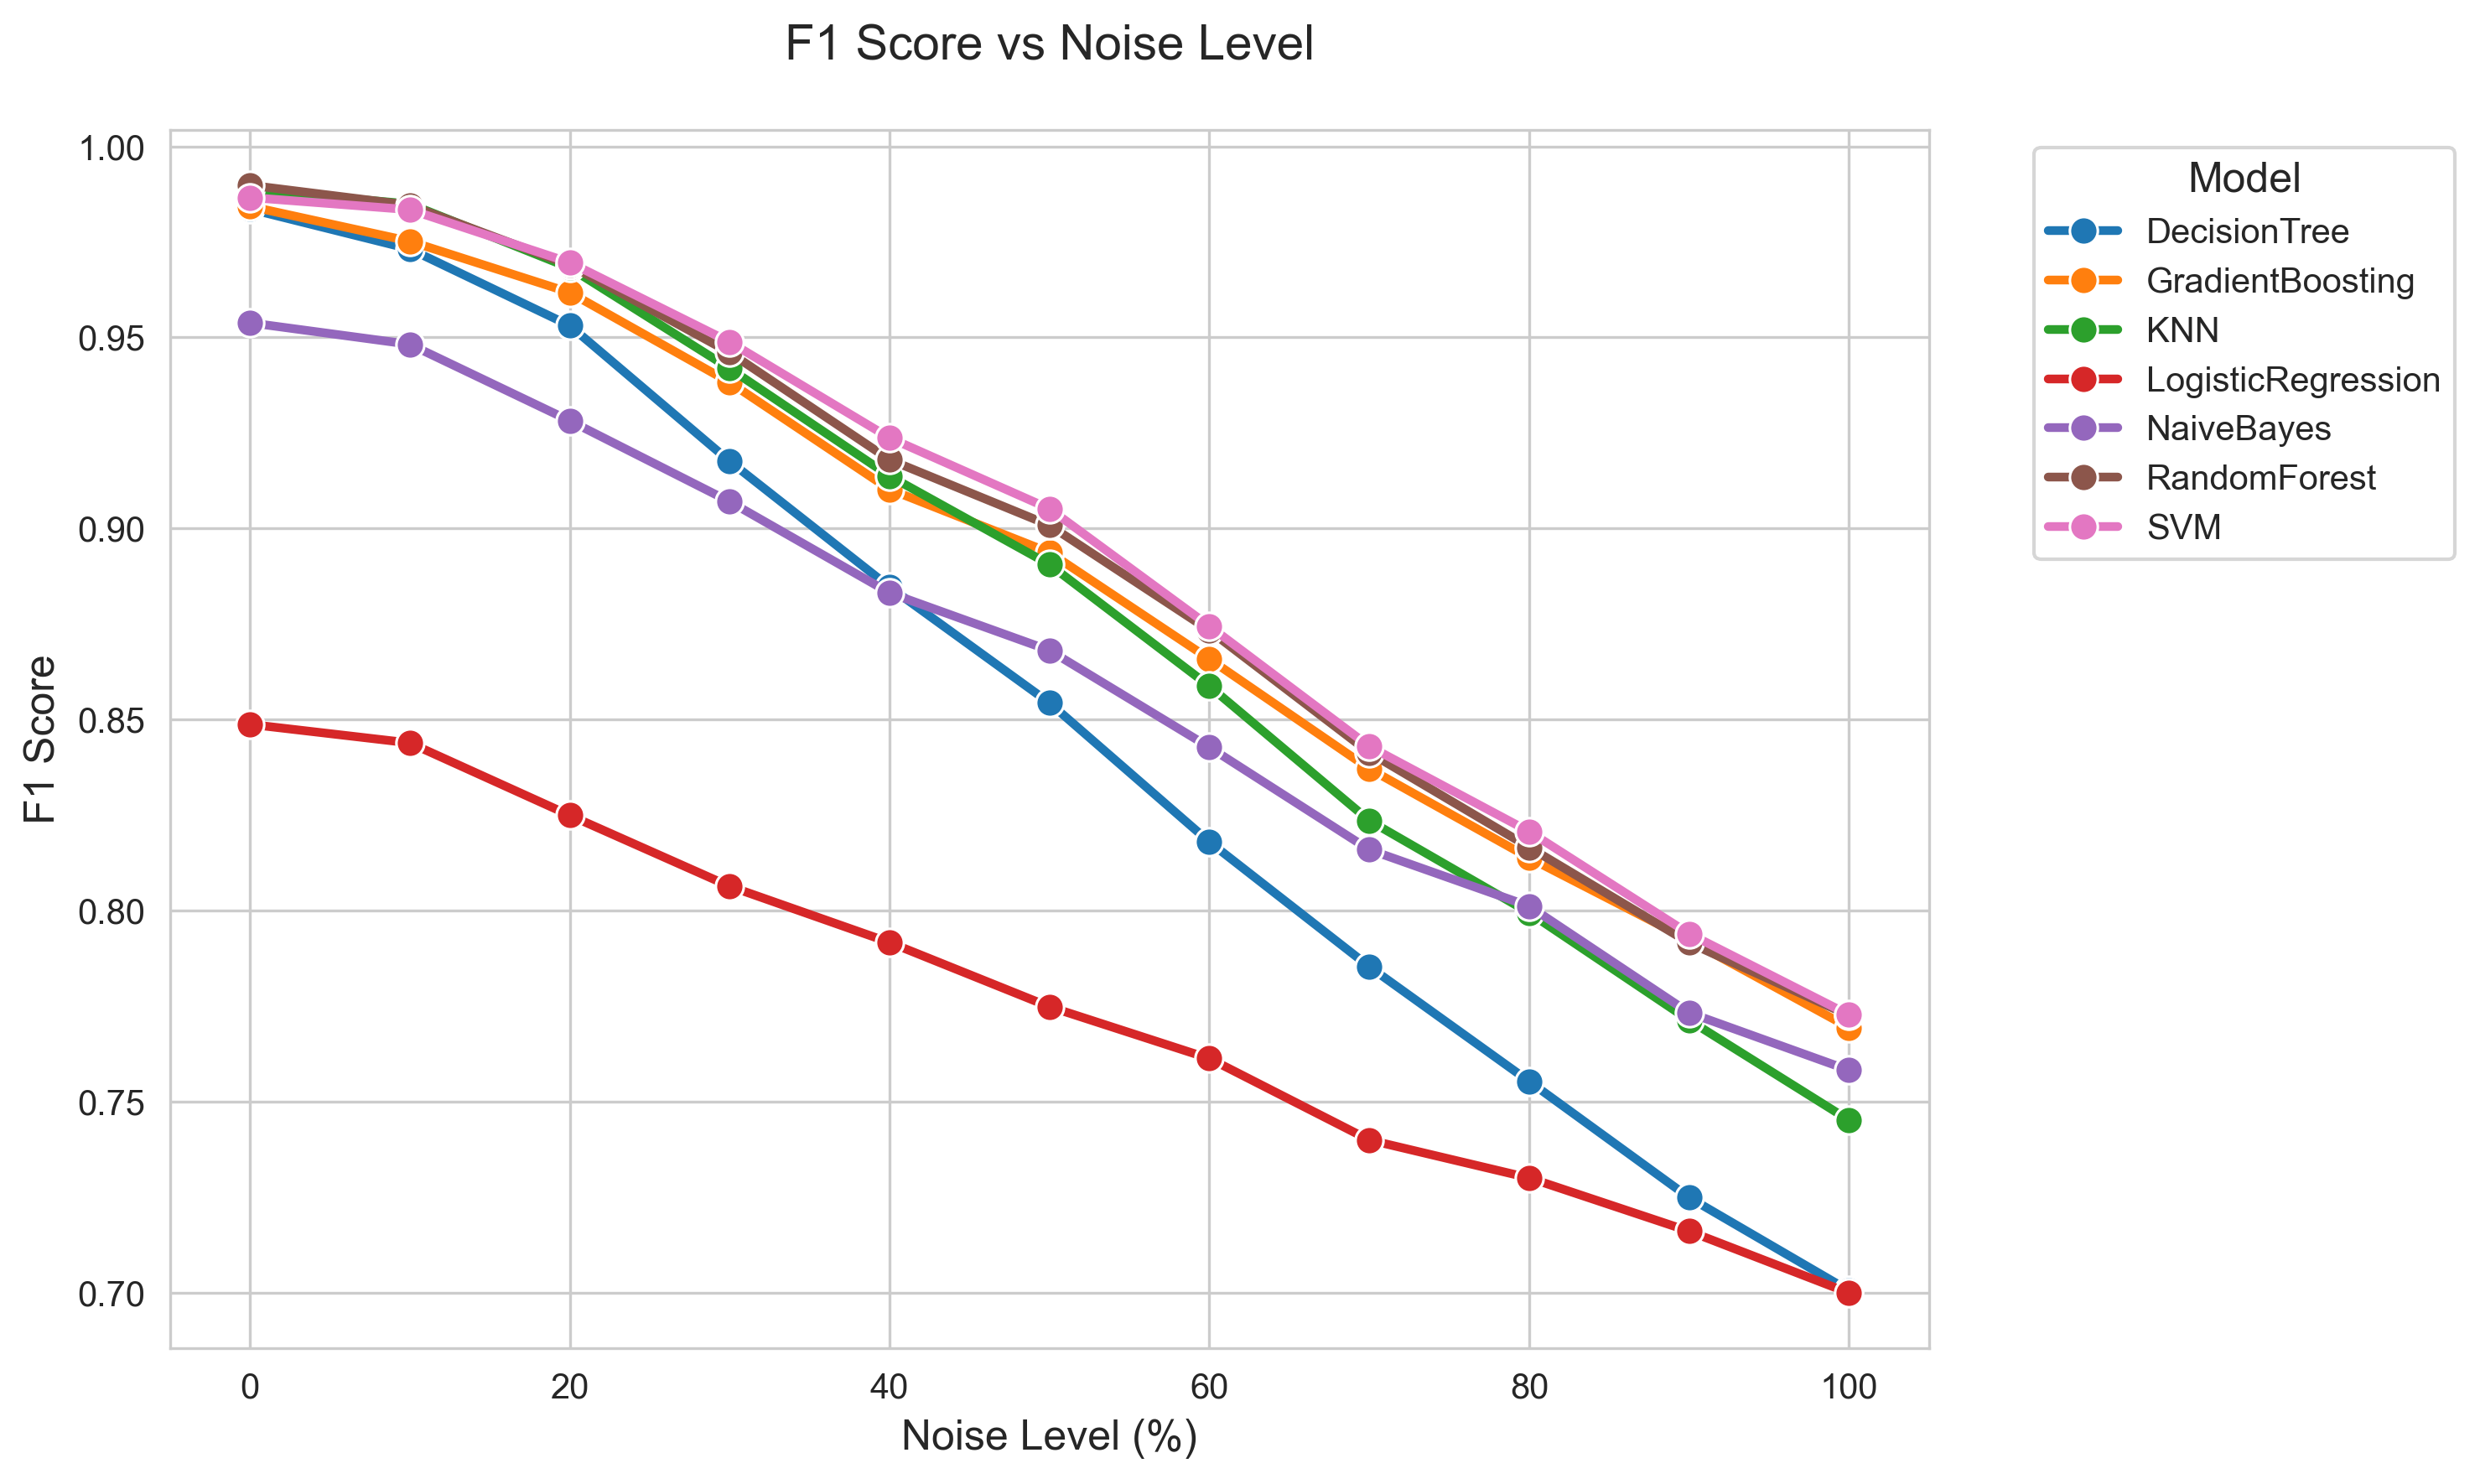 F1 Score vs Noise Level
1.00
0.95
0.90
0.85
0.80
0.75
0.70
F1 Score
0
20
40
60
80
100
Noise Level (%)
Model
DecisionTree
GradientBoosting
KNN
LogisticRegression
NaiveBayes
RandomForest
SVM